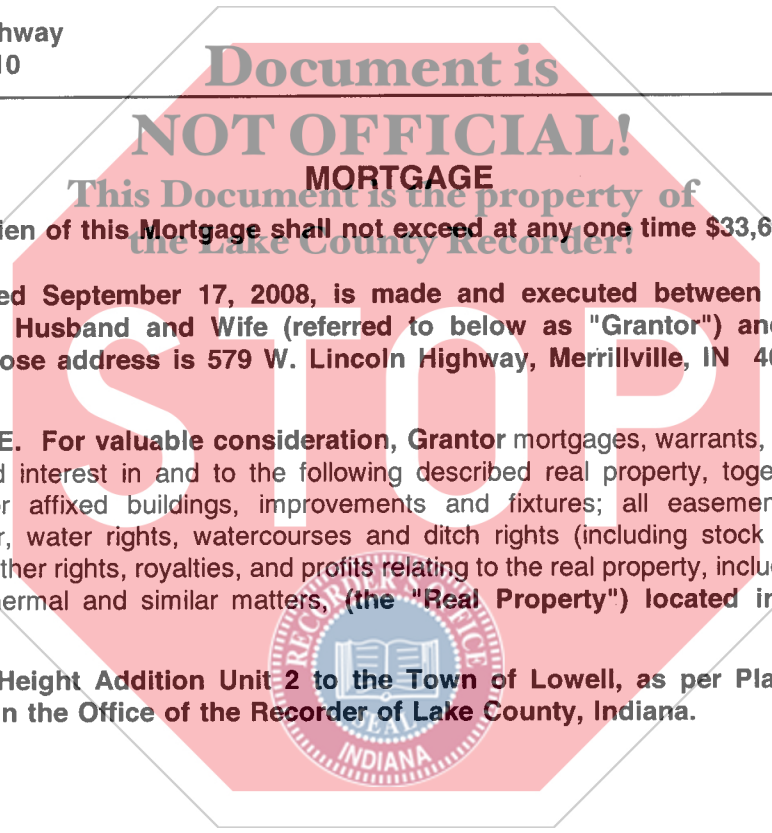 hway
10
Document is
NOT OFFICIAL!
MORTGAGE
This Document is the property of
ien of this Mortgage shall not exceed at any one time $33,6
the Lake County Recorder!
ed September 17, 2008, is made and executed between
Husband and Wife (referred to below as "Grantor") and
ose address is 579 W. Lincoln Highway, Merrillville, IN 46
STOP
E. For valuable consideration, Grantor mortgages, warrants,
d interest in and to the following described real property, toge
or affixed buildings, improvements and fixtures; all easemen
r, water rights, watercourses and ditch rights (including stock
ther rights, royalties, and profits relating to the real property, includ
hermal and similar matters, (the "Real Property") located in
RECORDER'S OFFICE
Height Addition Unit 2 to the Town of Lowell, as per Pla
n the Office of the Recorder of Lake County, Indiana.
SEAL
INDIANA